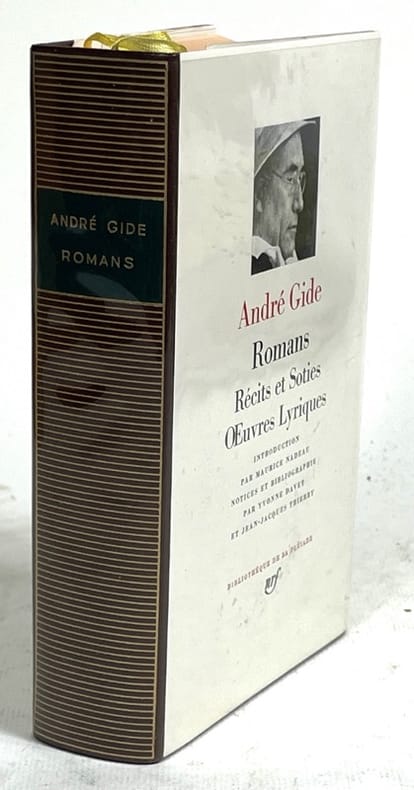 ANDRÉ GIDE
ROMANS
André Gide
Romans
Récits et Soties
Œuvres Lyriques
INTRODUCTION
PAR MAURICE NADEAU
NOTICES ET BIBLIOGRAPHIE
PAR YVONNE DAVET
ET JEAN-JACQUES THIERRY
BIBLIOTHÈQUE DE LA PLÉIADE
nrf